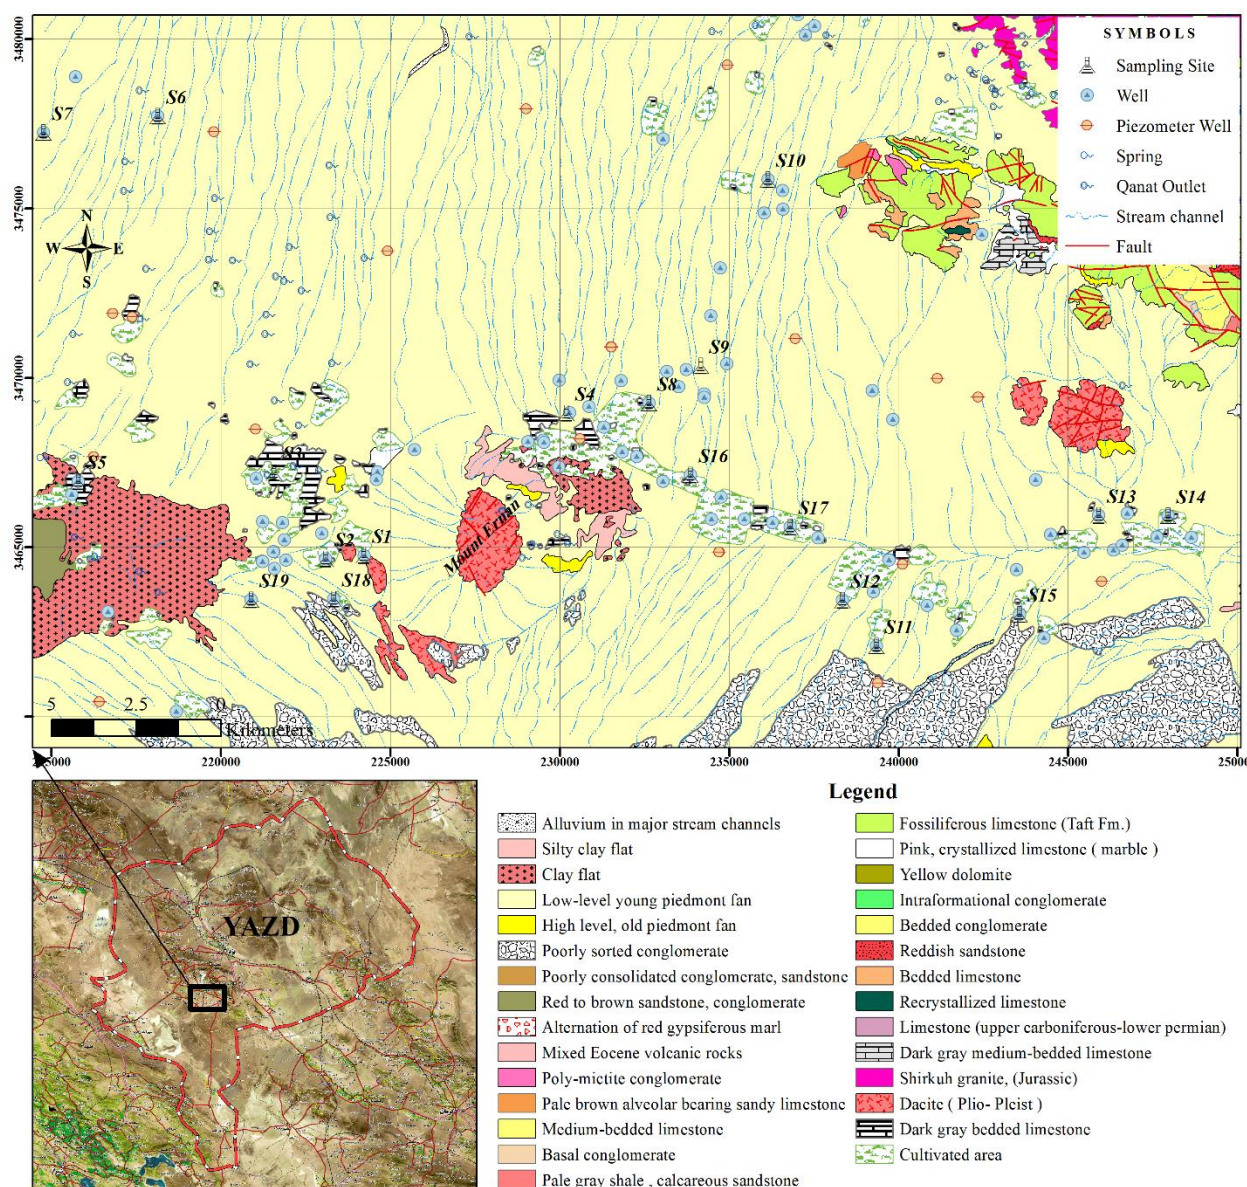 SYMBOLS
Sampling Site
Well
Piezometer Well
Spring
Qanat Outlet
Stream channel
Fault
3480000
3475000
3470000
3465000
N
W E
S
S7
S6
S10
S9
S8
S4
S3
S5
S16
S17
S13
S14
S2
S1
S19
S18
S12
S11
S15
Mount Ernan
5 2.5 0
Kilometers
220000
225000
230000
235000
240000
245000
YAZD
Legend
Alluvium in major stream channels
Silty clay flat
Clay flat
Low-level young piedmont fan
High level, old piedmont fan
Poorly sorted conglomerate
Poorly consolidated conglomerate, sandstone
Red to brown sandstone, conglomerate
Alternation of red gypsiferous marl
Mixed Eocene volcanic rocks
Poly-mictite conglomerate
Pale brown alveolar bearing sandy limestone
Medium-bedded limestone
Basal conglomerate
Pale gray shale , calcareous sandstone
Fossiliferous limestone (Taft Fm.)
Pink, crystallized limestone ( marble )
Yellow dolomite
Intraformational conglomerate
Bedded conglomerate
Reddish sandstone
Bedded limestone
Recrystallized limestone
Limestone (upper carboniferous-lower permian)
Dark gray medium-bedded limestone
Shirkuh granite, (Jurassic)
Dacite ( Plio- Pleist )
Dark gray bedded limestone
Cultivated area